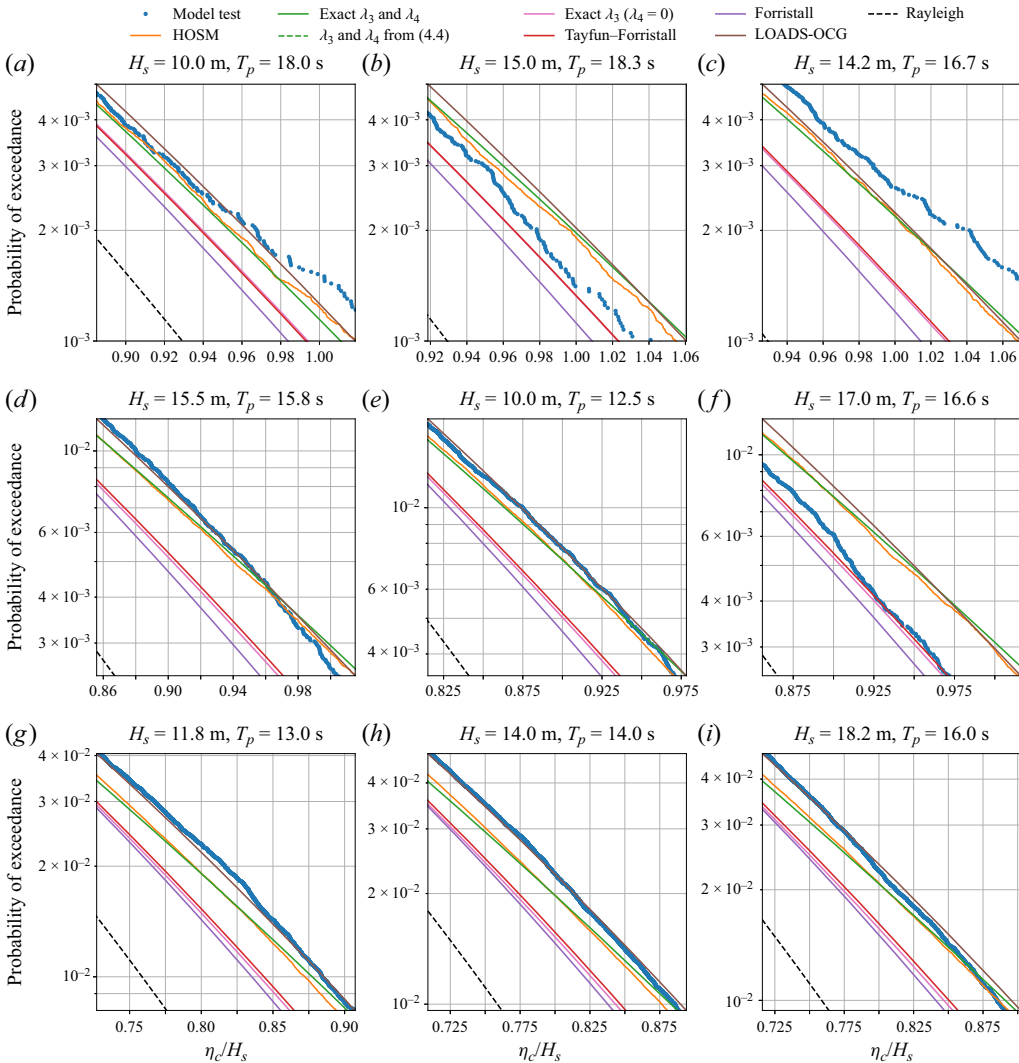 Model test
Exact λ3 and λ4
Exact λ3 (λ4 = 0)
Forristall
Rayleigh
HOSM
λ3 and λ4 from (4.4)
Tayfun–Forristall
LOADS-OCG
(a) Hs = 10.0 m, Tp = 18.0 s
(b) Hs = 15.0 m, Tp = 18.3 s
(c) Hs = 14.2 m, Tp = 16.7 s
Probability of exceedance
4 × 10−3
3 × 10−3
2 × 10−3
10−3
0.90 0.92 0.94 0.96 0.98 1.00
4 × 10−3
3 × 10−3
2 × 10−3
10−3
0.92 0.94 0.96 0.98 1.00 1.02 1.04 1.06
4 × 10−3
3 × 10−3
2 × 10−3
10−3
0.94 0.96 0.98 1.00 1.02 1.04 1.06
(d) Hs = 15.5 m, Tp = 15.8 s
(e) Hs = 10.0 m, Tp = 12.5 s
(f) Hs = 17.0 m, Tp = 16.6 s
Probability of exceedance
10−2
6 × 10−3
4 × 10−3
3 × 10−3
0.86 0.90 0.94 0.98
10−2
6 × 10−3
4 × 10−3
0.825 0.875 0.925 0.975
10−2
6 × 10−3
4 × 10−3
3 × 10−3
0.875 0.925 0.975
(g) Hs = 11.8 m, Tp = 13.0 s
(h) Hs = 14.0 m, Tp = 14.0 s
(i) Hs = 18.2 m, Tp = 16.0 s
Probability of exceedance
4 × 10−2
3 × 10−2
2 × 10−2
10−2
0.75 0.80 0.85 0.90
4 × 10−2
3 × 10−2
2 × 10−2
10−2
0.725 0.775 0.825 0.875
4 × 10−2
3 × 10−2
2 × 10−2
10−2
0.725 0.775 0.825 0.875
ηc/Hs
ηc/Hs
ηc/Hs